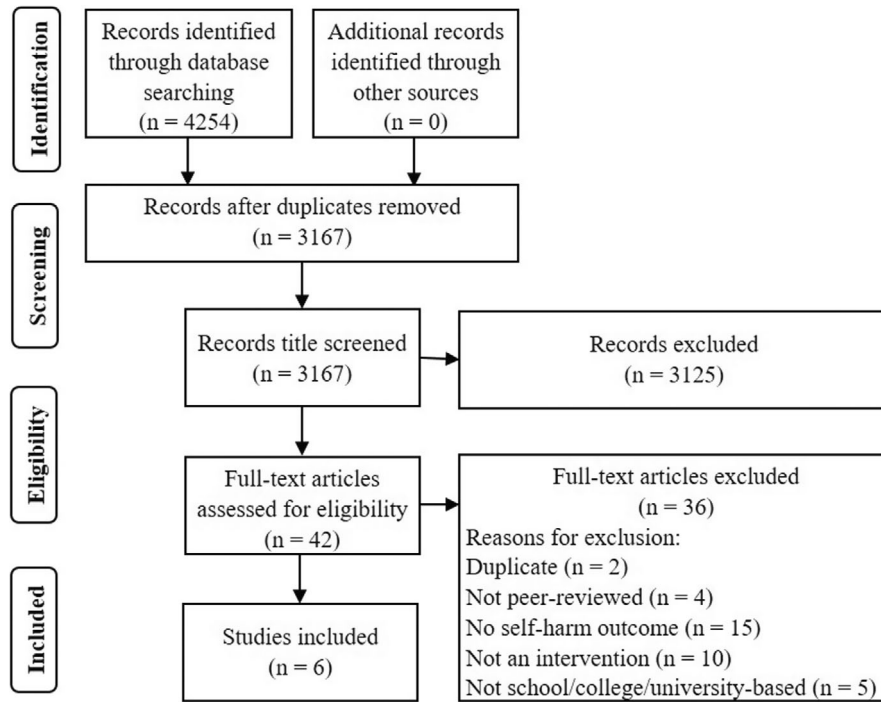 Identification
Records identified
through database
searching
(n = 4254)
Additional records
identified through
other sources
(n = 0)
Records after duplicates removed
(n = 3167)
Screening
Records title screened
(n = 3167)
Records excluded
(n = 3125)
Eligibility
Full-text articles
assessed for eligibility
(n = 42)
Full-text articles excluded
(n = 36)
Reasons for exclusion:
Duplicate (n = 2)
Not peer-reviewed (n = 4)
No self-harm outcome (n = 15)
Not an intervention (n = 10)
Not school/college/university-based (n = 5)
Included
Studies included
(n = 6)